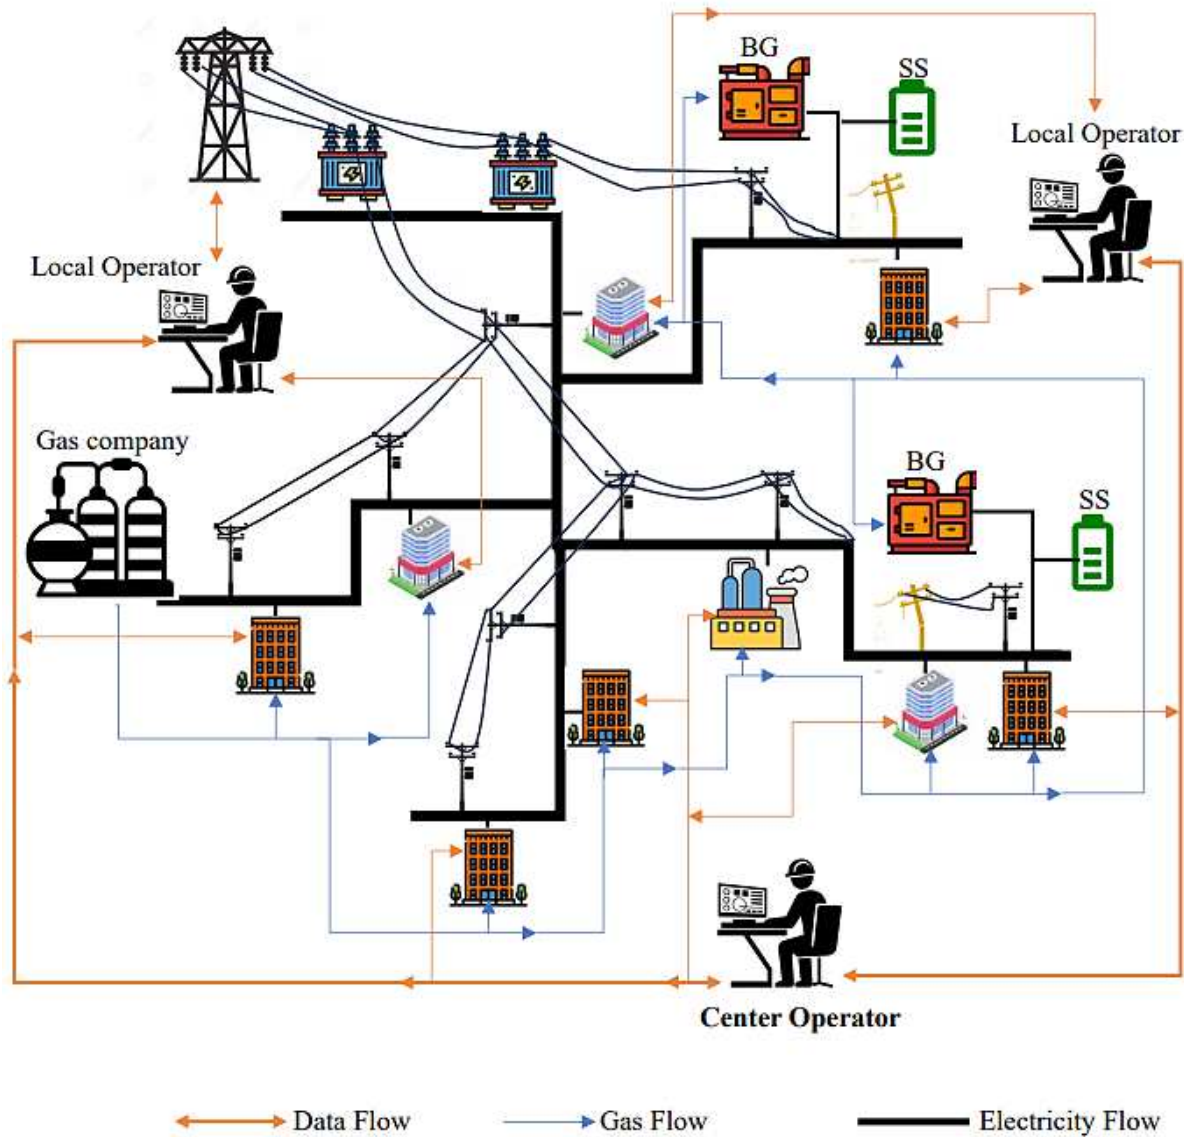 BG
SS
Local Operator
Local Operator
Gas company
BG
SS
Center Operator
Data Flow
Gas Flow
Electricity Flow